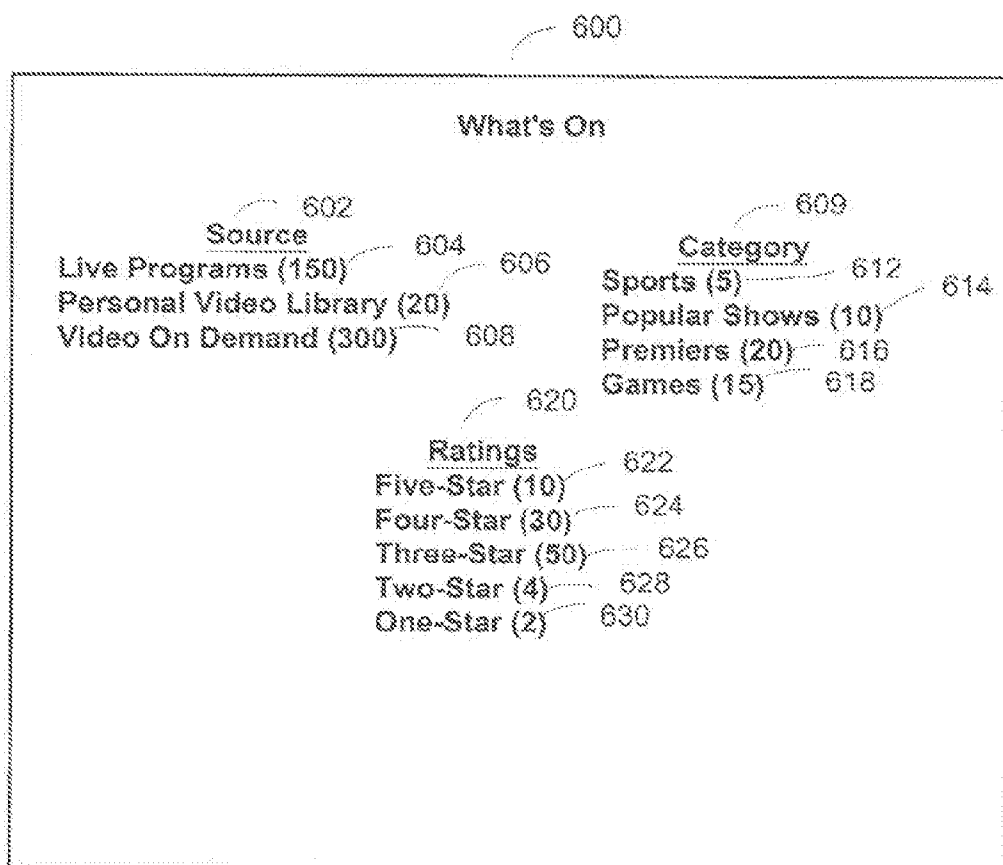 600
What's On
602
Source
Live Programs (150) 604
Personal Video Library (20) 606
Video On Demand (300) 608
609
Category
Sports (5) 612
Popular Shows (10) 614
Premiers (20) 616
Games (15) 618
620
Ratings
Five-Star (10) 622
Four-Star (30) 624
Three-Star (50) 626
Two-Star (4) 628
One-Star (2) 630